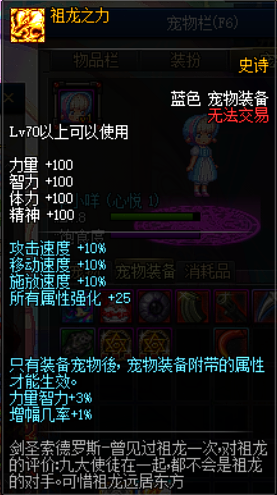 祖龙之力
宠物栏(F6)
物品栏 装扮
史诗
蓝色 宠物装备
无法交易
Lv70以上可以使用
力量 +100
智力 +100
体力 +100
精神 +100
小咩 (心悦 1)
攻击速度 +10%
移动速度 +10%
施放速度 +10%
宠物装备 消耗品
所有属性强化 +25
只有装备宠物後，宠物装备附带的属性
才能生效。
力量智力+3%
增幅几率+1%
剑圣索德罗斯-曾见过祖龙一次,对祖龙
的评价:九大使徒在一起,都不会是祖龙
的对手。可惜祖龙远居东方